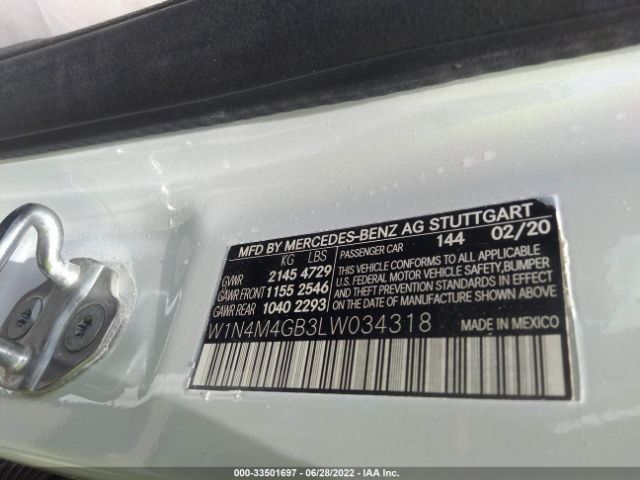 MFD BY MERCEDES-BENZ AG STUTTGART
KG LBS PASSENGER CAR 144 02/20
GVWR 2145 4729
GAWR FRONT 1155 2546
GAWR REAR 1040 2293
THIS VEHICLE CONFORMS TO ALL APPLICABLE
U.S. FEDERAL MOTOR VEHICLE SAFETY, BUMPER
AND THEFT PREVENTION STANDARDS IN EFFECT
ON THE DATE OF MANUFACTURE SHOWN ABOVE.
W1N4M4GB3LW034318 MADE IN MEXICO
000-33501697 - 06/28/2022 - IAA Inc.